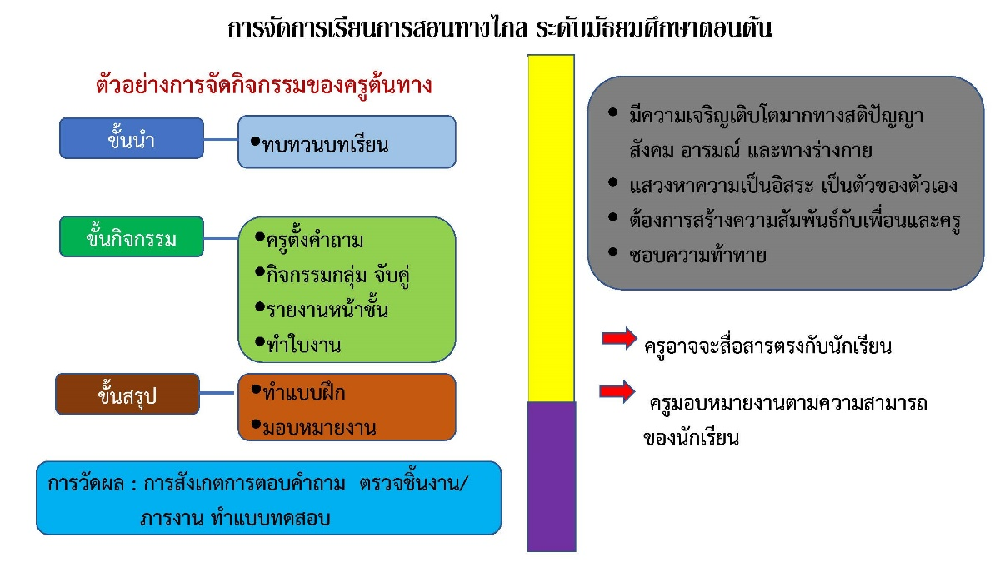 การจัดการเรียนการสอนทางไกล ระดับมัธยมศึกษาตอนต้น
ตัวอย่างการจัดกิจกรรมของครูต้นทาง
ขั้นนำ
•ทบทวนบทเรียน
ขั้นกิจกรรม
•ครูตั้งคำถาม
•กิจกรรมกลุ่ม จับคู่
•รายงานหน้าชั้น
•ทำใบงาน
ขั้นสรุป
•ทำแบบฝึก
•มอบหมายงาน
การวัดผล : การสังเกตการตอบคำถาม ตรวจชิ้นงาน/
ภารงาน ทำแบบทดสอบ
• มีความเจริญเติบโตมากทางสติปัญญา
สังคม อารมณ์ และทางร่างกาย
• แสวงหาความเป็นอิสระ เป็นตัวของตัวเอง
• ต้องการสร้างความสัมพันธ์กับเพื่อนและครู
• ชอบความท้าทาย
ครูอาจจะสื่อสารตรงกับนักเรียน
ครูมอบหมายงานตามความสามารถ
ของนักเรียน